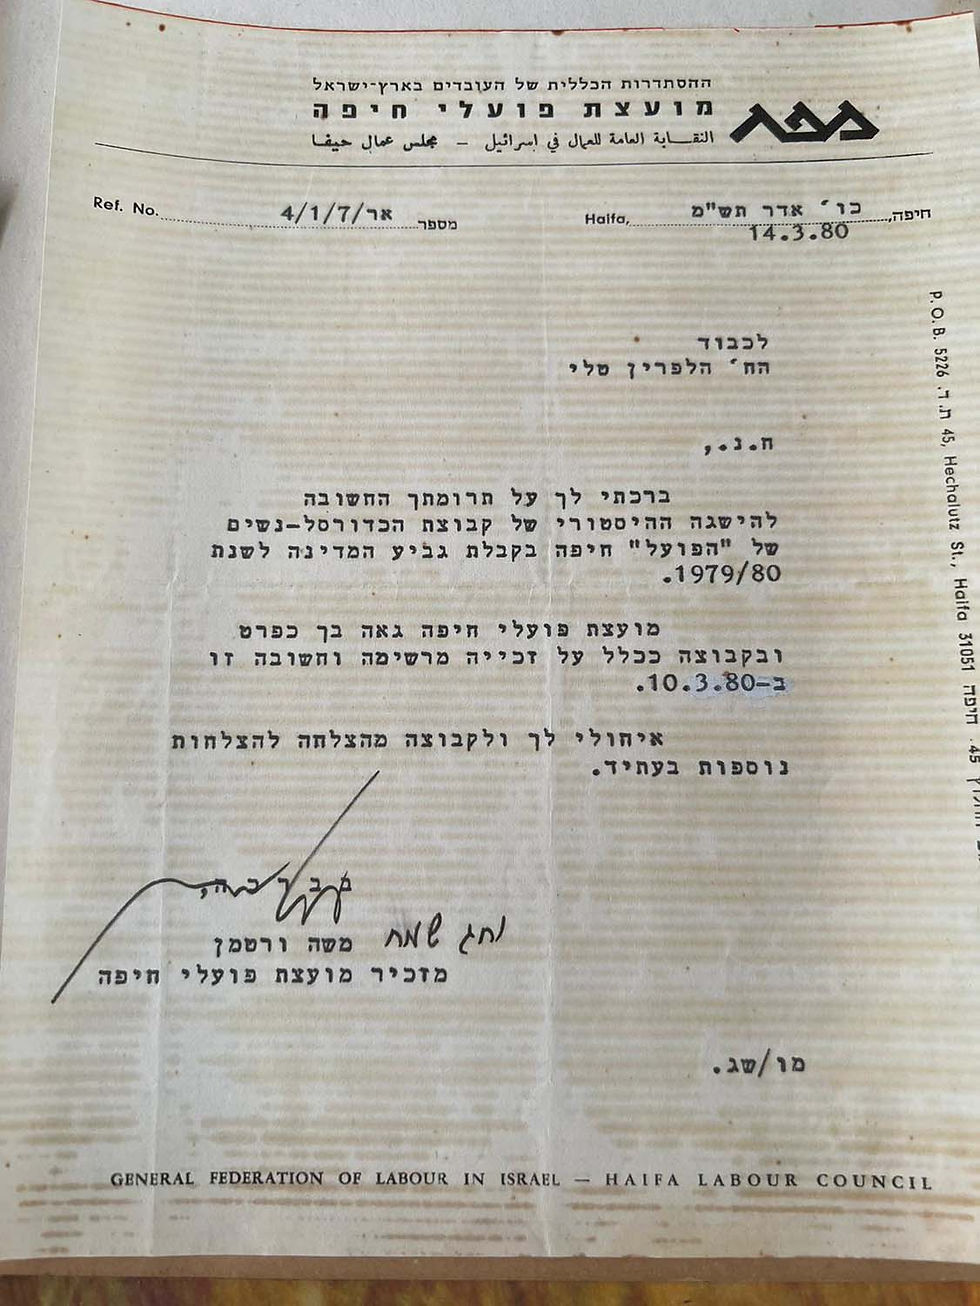 ההסתדרות הכללית של העובדים בארץ-ישראל
מועצת פועלי חיפה
מפח
النقابة العامة للعمال في اسرائيل – مجلس عمال حيفا
חיפה, כו' אדר תש"מ Haifa,
14.3.80
מספר אר/4/1/7 Ref. No.
P.O.B. 5226 ת.ד. 45, Hechalutz St., Haifa 31051 חיפה 45
לכבוד
הח' הלפרין טלי
ח.נ.,
ברכתי לך על תרומתך החשובה
להישגה ההיסטורי של קבוצת הכדורסל-נשים
של "הפועל" חיפה בקבלת גביע המדינה לשנת
1979/80.
מועצת פועלי חיפה גאה בך כפרט
ובקבוצה ככלל על זכייה מרשימה וחשובה זו
ב-10.3.80.
איחולי לך ולקבוצה מהצלחה להצלחות
נוספות בעתיד.
בברכה,
וחג שמח
משה ורטמן
מזכיר מועצת פועלי חיפה
מו/שג.
GENERAL FEDERATION OF LABOUR IN ISRAEL — HAIFA LABOUR COUNCIL